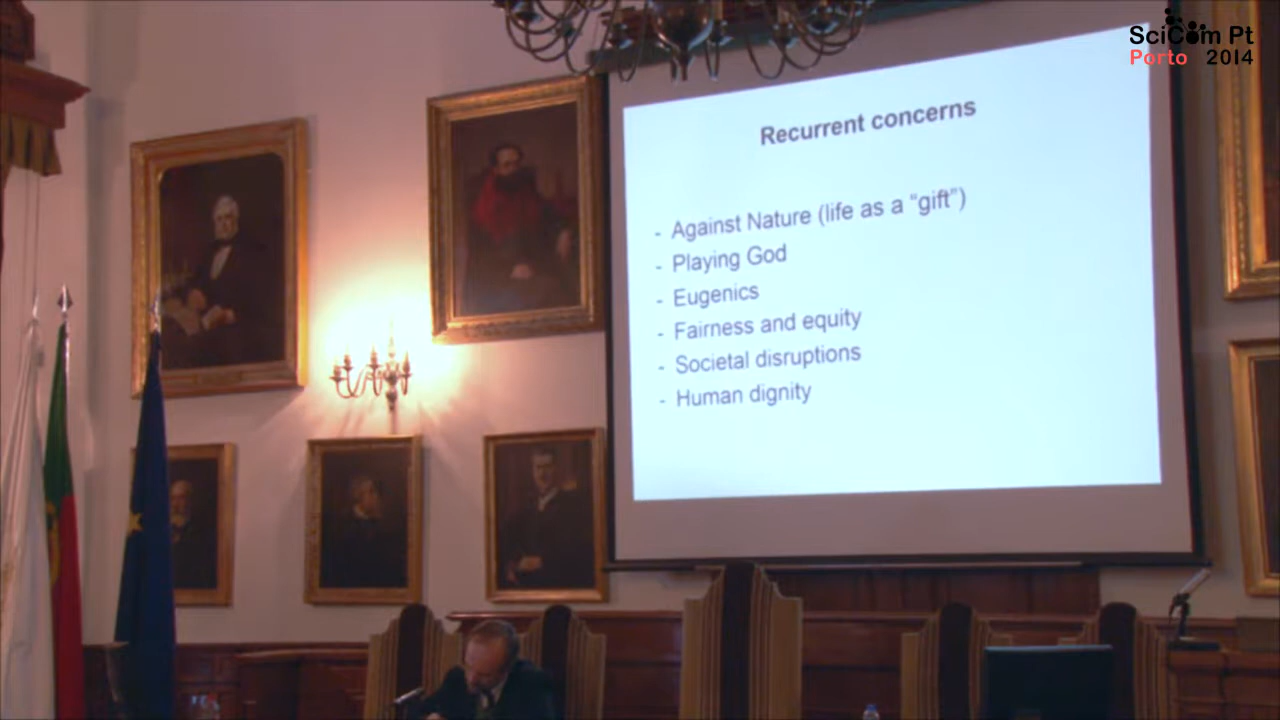 SciCom Pt
Porto 2014
Recurrent concerns
- Against Nature (life as a “gift”)
- Playing God
- Eugenics
- Fairness and equity
- Societal disruptions
- Human dignity